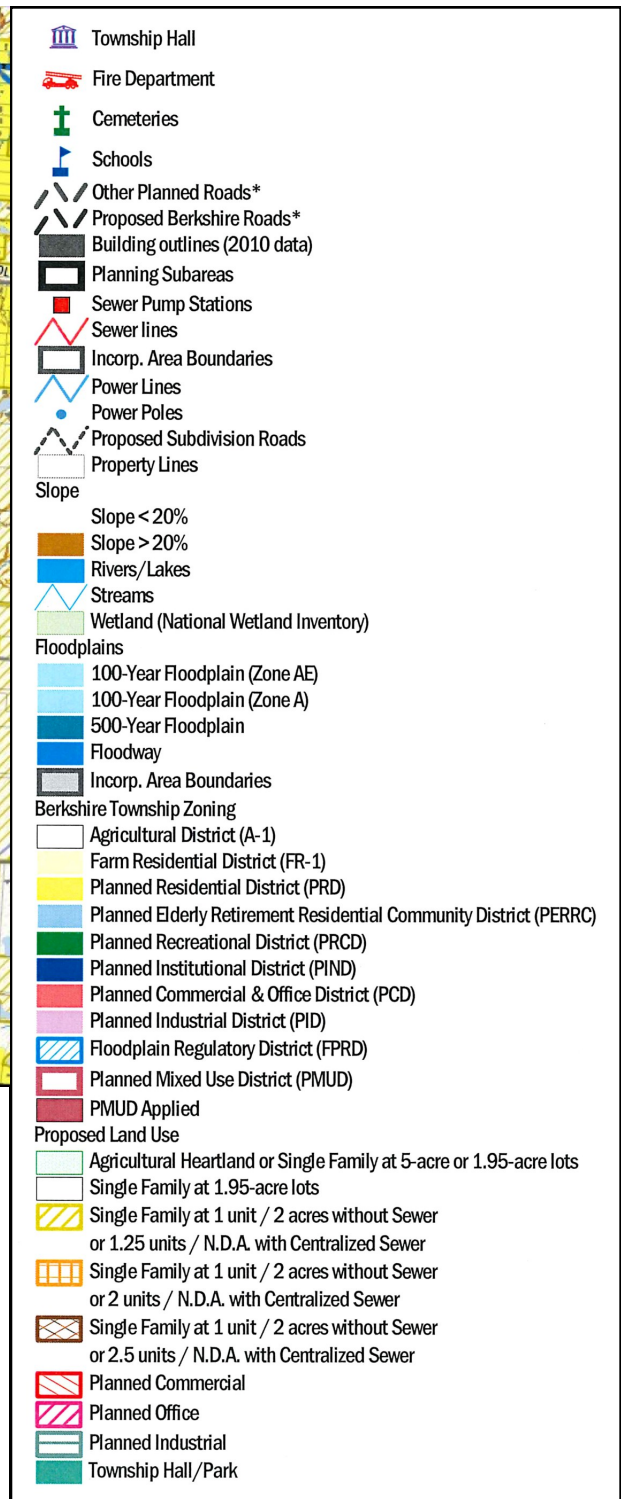 Township Hall
Fire Department
Cemeteries
Schools
Other Planned Roads*
Proposed Berkshire Roads*
Building outlines (2010 data)
Planning Subareas
Sewer Pump Stations
Sewer lines
Incorp. Area Boundaries
Power Lines
Power Poles
Proposed Subdivision Roads
Property Lines
Slope
Slope < 20%
Slope > 20%
Rivers/Lakes
Streams
Wetland (National Wetland Inventory)
Floodplains
100-Year Floodplain (Zone AE)
100-Year Floodplain (Zone A)
500-Year Floodplain
Floodway
Incorp. Area Boundaries
Berkshire Township Zoning
Agricultural District (A-1)
Farm Residential District (FR-1)
Planned Residential District (PRD)
Planned Elderly Retirement Residential Community District (PERRC)
Planned Recreational District (PRCD)
Planned Institutional District (PIND)
Planned Commercial & Office District (PCD)
Planned Industrial District (PID)
Floodplain Regulatory District (FPRD)
Planned Mixed Use District (PMUD)
PMUD Applied
Proposed Land Use
Agricultural Heartland or Single Family at 5-acre or 1.95-acre lots
Single Family at 1.95-acre lots
Single Family at 1 unit / 2 acres without Sewer
or 1.25 units / N.D.A. with Centralized Sewer
Single Family at 1 unit / 2 acres without Sewer
or 2 units / N.D.A. with Centralized Sewer
Single Family at 1 unit / 2 acres without Sewer
or 2.5 units / N.D.A. with Centralized Sewer
Planned Commercial
Planned Office
Planned Industrial
Township Hall/Park